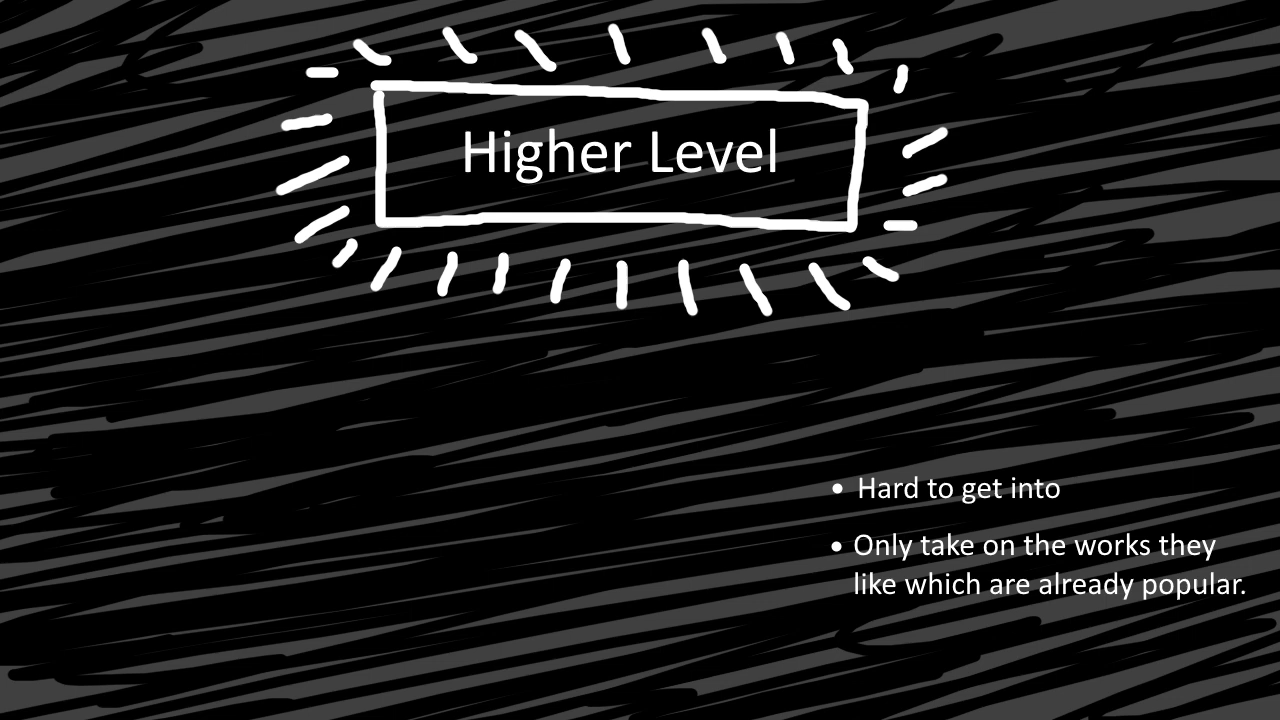 Higher Level
• Hard to get into
• Only take on the works they
like which are already popular.